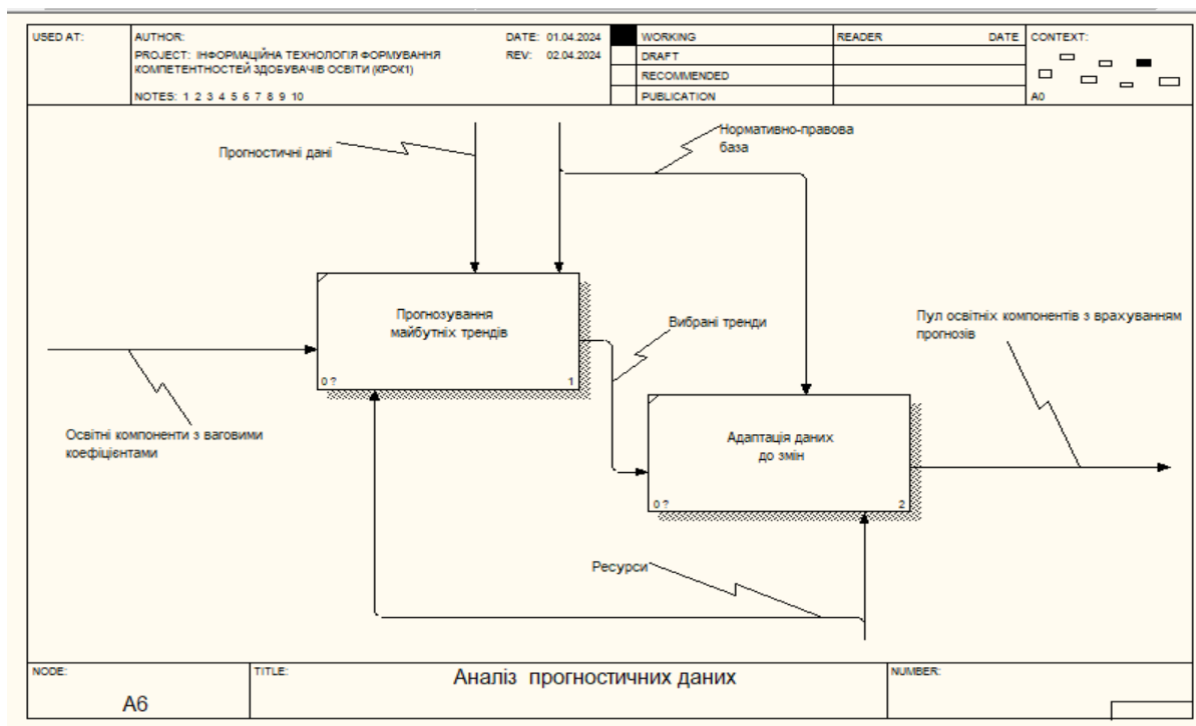 USED AT:
AUTHOR:
DATE: 01.04.2024
PROJECT: ІНФОРМАЦІЙНА ТЕХНОЛОГІЯ ФОРМУВАННЯ
КОМПЕТЕНТНОСТЕЙ ЗДОБУВАЧІВ ОСВІТИ (КРОК1)
REV: 02.04.2024
NOTES: 1 2 3 4 5 6 7 8 9 10
WORKING
DRAFT
RECOMMENDED
PUBLICATION
READER
DATE
CONTEXT:
A0
Прогностичні дані
Нормативно-правова
база
Прогнозування
майбутніх трендів
0 ?
1
Вибрані тренди
Пул освітніх компонентів з врахуванням
прогнозів
Освітні компоненти з ваговими
коефіцієнтами
Адаптація даних
до змін
0 ?
2
Ресурси
NODE:
A6
TITLE:
Аналіз прогностичних даних
NUMBER: